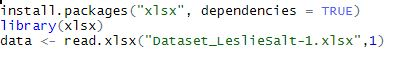 install.packages("xlsx", dependencies = TRUE)
library(xlsx)
data <- read.xlsx("Dataset_LeslieSalt-1.xlsx",1)